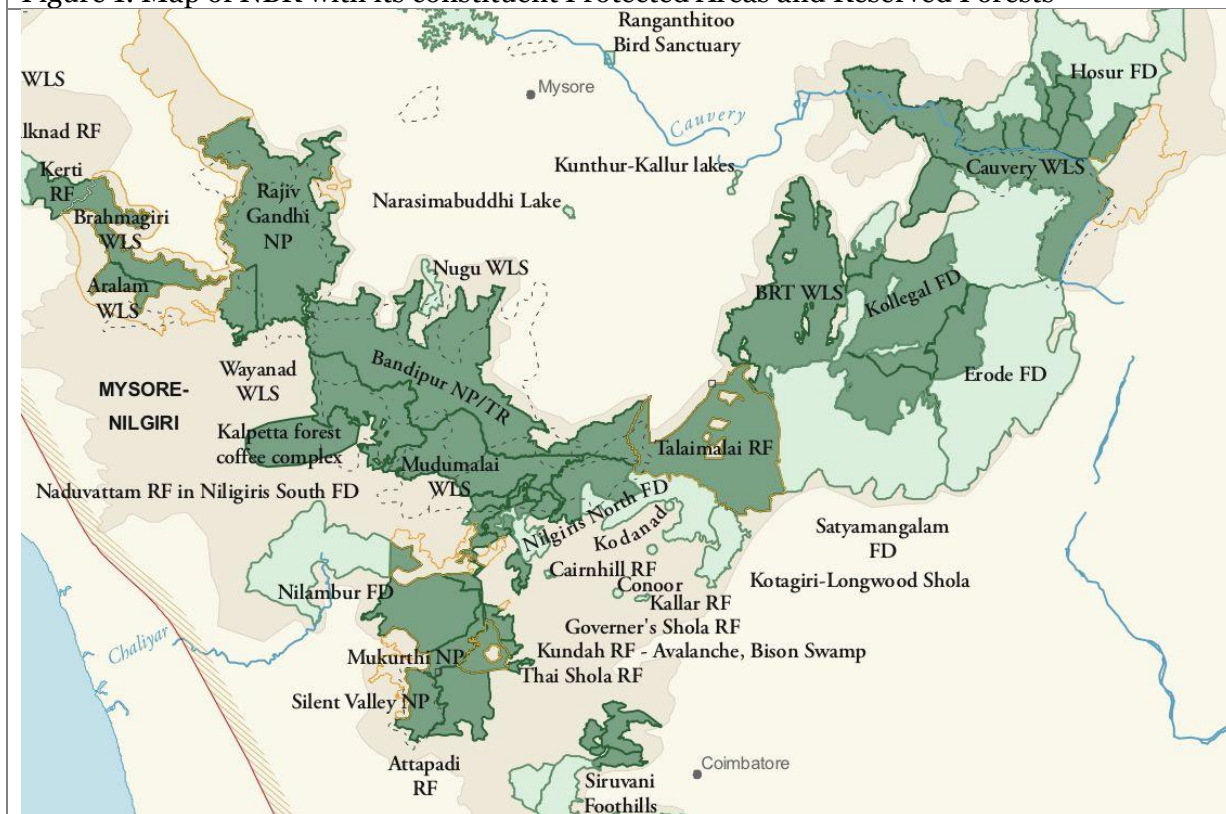 Figure 1: Map of NBR with its constituent Protected Areas and Reserved Forests
Ranganthitoo
Bird Sanctuary
Hosur FD
WLS
Mysore
Cauvery
lknad RF
Kerti
RF
Kunthur-Kallur lakes
Cauvery WLS
Rajiv
Gandhi
NP
Narasimabuddhi Lake
Brahmagiri
WLS
Nugu WLS
Aralam
WLS
BRT WLS
Kollegal FD
Wayanad
WLS
Bandipur NP/TR
Erode FD
MYSORE-
NILGIRI
Kalpetta forest
coffee complex
Talaimalai RF
Mudumalai
WLS
Naduvattam RF in Niligiris South FD
Nilgiris North FD
Kodanad
Satyamangalam
FD
Cairnhill RF
Conoor
Kotagiri-Longwood Shola
Nilambur FD
Kallar RF
Governer's Shola RF
Chaliyar
Kundah RF - Avalanche, Bison Swamp
Mukurthi NP
Thai Shola RF
Silent Valley NP
Attapadi
RF
Coimbatore
Siruvani
Foothills